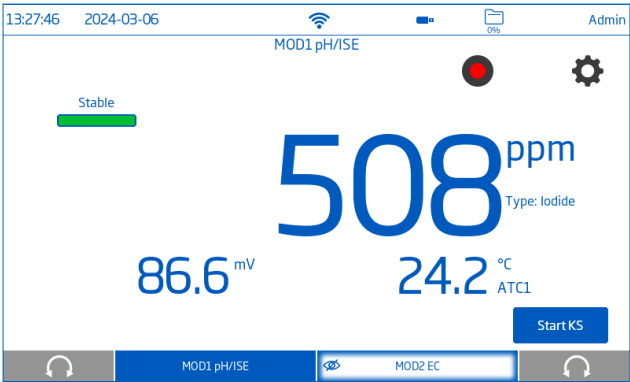 13:27:46 2024-03-06 0% Admin
MOD1 pH/ISE
Stable
508 ppm
Type: Iodide
86.6 mV 24.2 °C
ATC1
Start KS
MOD1 pH/ISE MOD2 EC